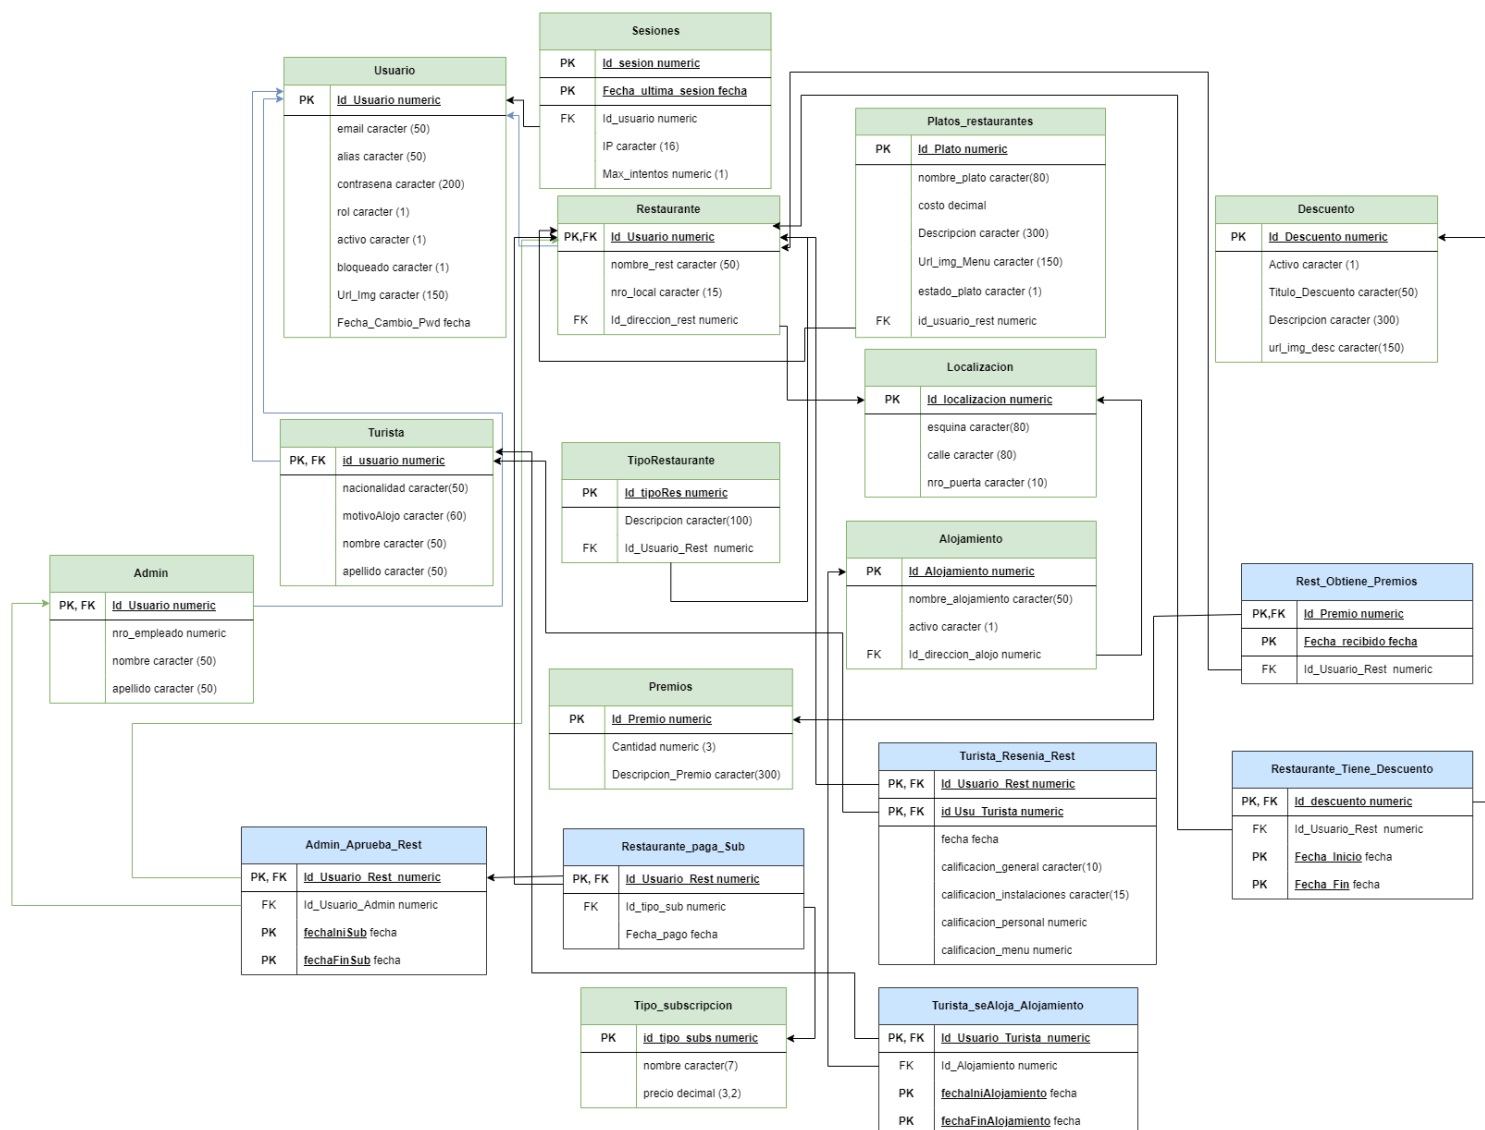 Sesiones
PK Id_sesion numeric
PK Fecha_ultima_sesion fecha
FK Id_usuario numeric
IP caracter (16)
Max_intentos numeric (1)
Usuario
PK Id_Usuario numeric
email caracter (50)
alias caracter (50)
contrasena caracter (200)
rol caracter (1)
activo caracter (1)
bloqueado caracter (1)
Url_Img caracter (150)
Fecha_Cambio_Pwd fecha
Platos_restaurantes
PK Id_Plato numeric
nombre_plato caracter(80)
costo decimal
Descripcion caracter (300)
Url_img_Menu caracter (150)
estado_plato caracter (1)
FK id_usuario_rest numeric
Restaurante
PK,FK Id_Usuario numeric
nombre_rest caracter (50)
nro_local caracter (15)
FK Id_direccion_rest numeric
Descuento
PK Id_Descuento numeric
Activo caracter (1)
Titulo_Descuento caracter(50)
Descripcion caracter (300)
url_img_desc caracter(150)
Localizacion
PK Id_localizacion numeric
esquina caracter(80)
calle caracter (80)
nro_puerta caracter (10)
Turista
PK, FK id_usuario numeric
nacionalidad caracter(50)
motivoAlojo caracter (60)
nombre caracter (50)
apellido caracter (50)
TipoRestaurante
PK Id_tipoRes numeric
Descripcion caracter(100)
FK Id_Usuario_Rest numeric
Alojamiento
PK Id_Alojamiento numeric
nombre_alojamiento caracter(50)
activo caracter (1)
FK Id_direccion_alojo numeric
Admin
PK, FK Id_Usuario numeric
nro_empleado numeric
nombre caracter (50)
apellido caracter (50)
Rest_Obtiene_Premios
PK,FK Id_Premio numeric
PK Fecha_recibido fecha
FK Id_Usuario_Rest numeric
Premios
PK Id_Premio numeric
Cantidad numeric (3)
Descripcion_Premio caracter(300)
Turista_Resenia_Rest
PK, FK Id_Usuario_Rest numeric
PK, FK id Usu_Turista numeric
fecha fecha
calificacion_general caracter(10)
calificacion_instalaciones caracter(15)
calificacion_personal numeric
calificacion_menu numeric
Restaurante_Tiene_Descuento
PK, FK Id_descuento numeric
FK Id_Usuario_Rest numeric
PK Fecha_Inicio fecha
PK Fecha_Fin fecha
Admin_Aprueba_Rest
PK, FK Id_Usuario_Rest_numeric
FK Id_Usuario_Admin numeric
PK fechaIniSub fecha
PK fechaFinSub fecha
Restaurante_paga_Sub
PK, FK Id_Usuario_Rest numeric
FK Id_tipo_sub numeric
Fecha_pago fecha
Tipo_subscripcion
PK id_tipo_subs numeric
nombre caracter(7)
precio decimal (3,2)
Turista_seAloja_Alojamiento
PK, FK Id_Usuario_Turista_numeric
FK Id_Alojamiento numeric
PK fechaIniAlojamiento fecha
PK fechaFinAlojamiento fecha